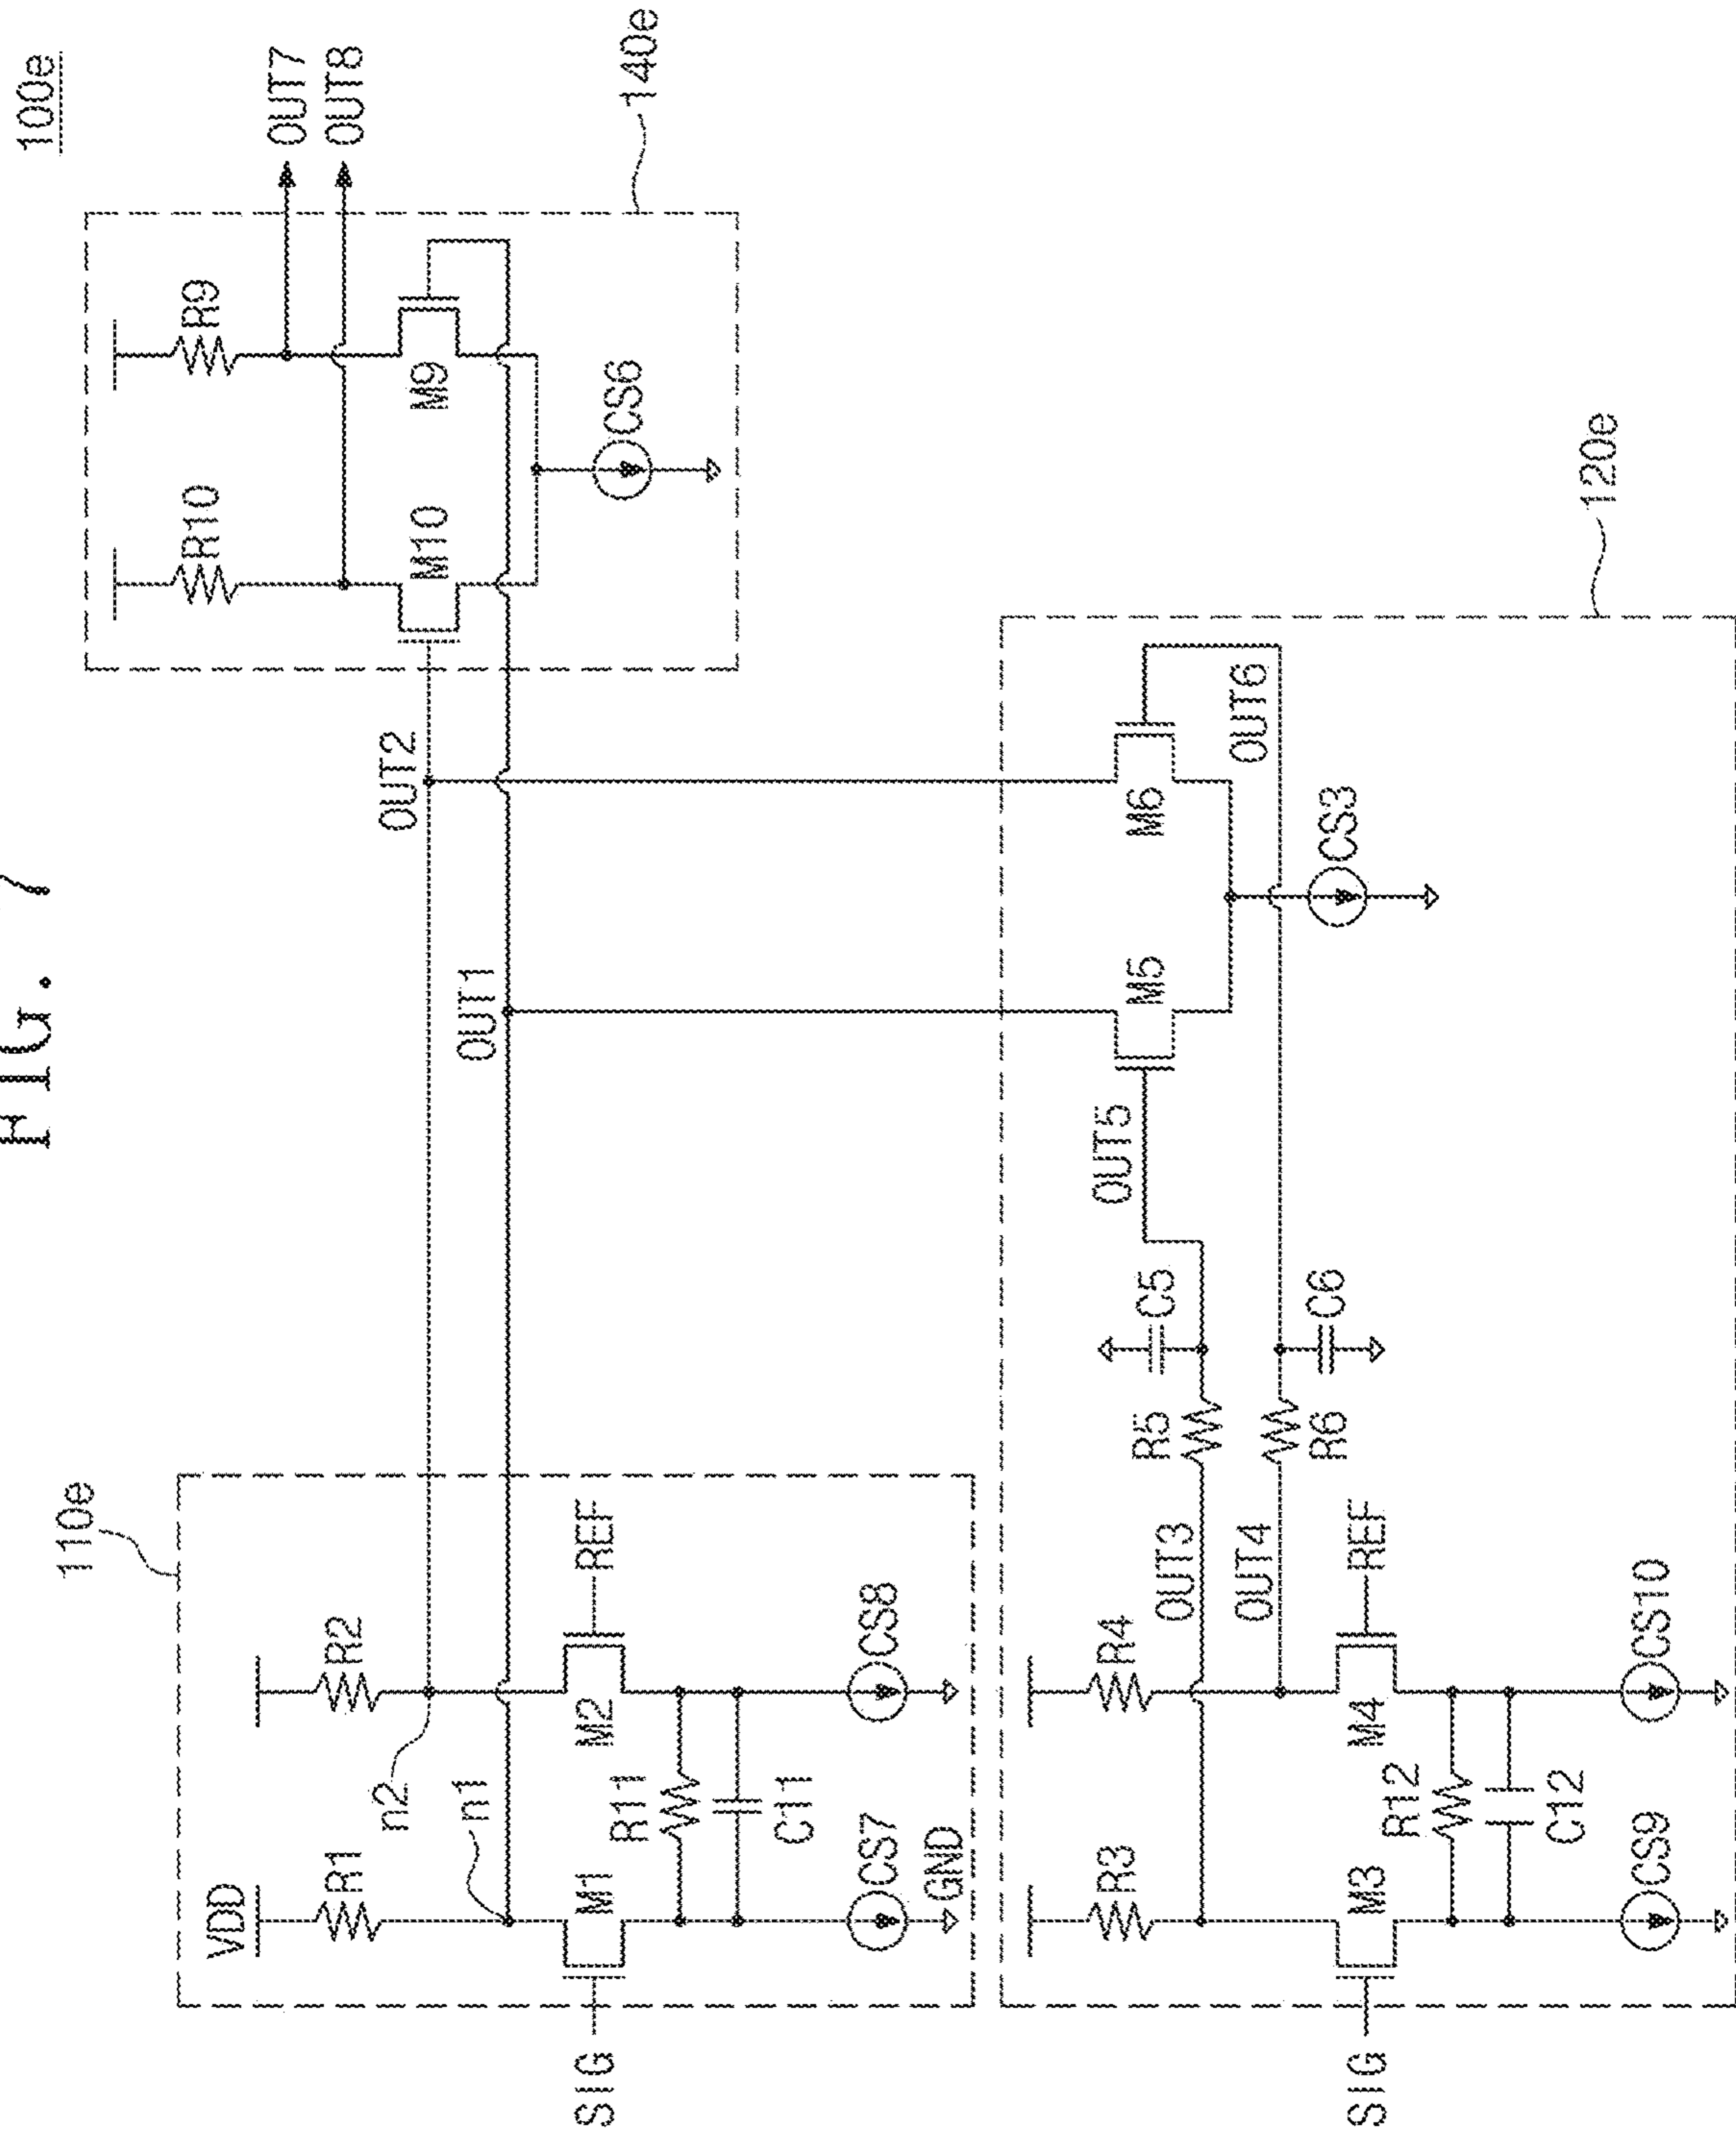 FIG. 7
100e
110e
VDD
R1
R2
n2
n1
M1
M2
SIG
REF
R11
C11
CS7
CS8
GND
OUT2
OUT1
R10
R9
OUT7
OUT8
M10
M9
CS6
140e
R3
R4
OUT3
OUT4
R5
C5
R6
C6
OUT5
M5
M6
OUT6
CS3
120e
M3
M4
SIG
REF
R12
C12
CS9
CS10